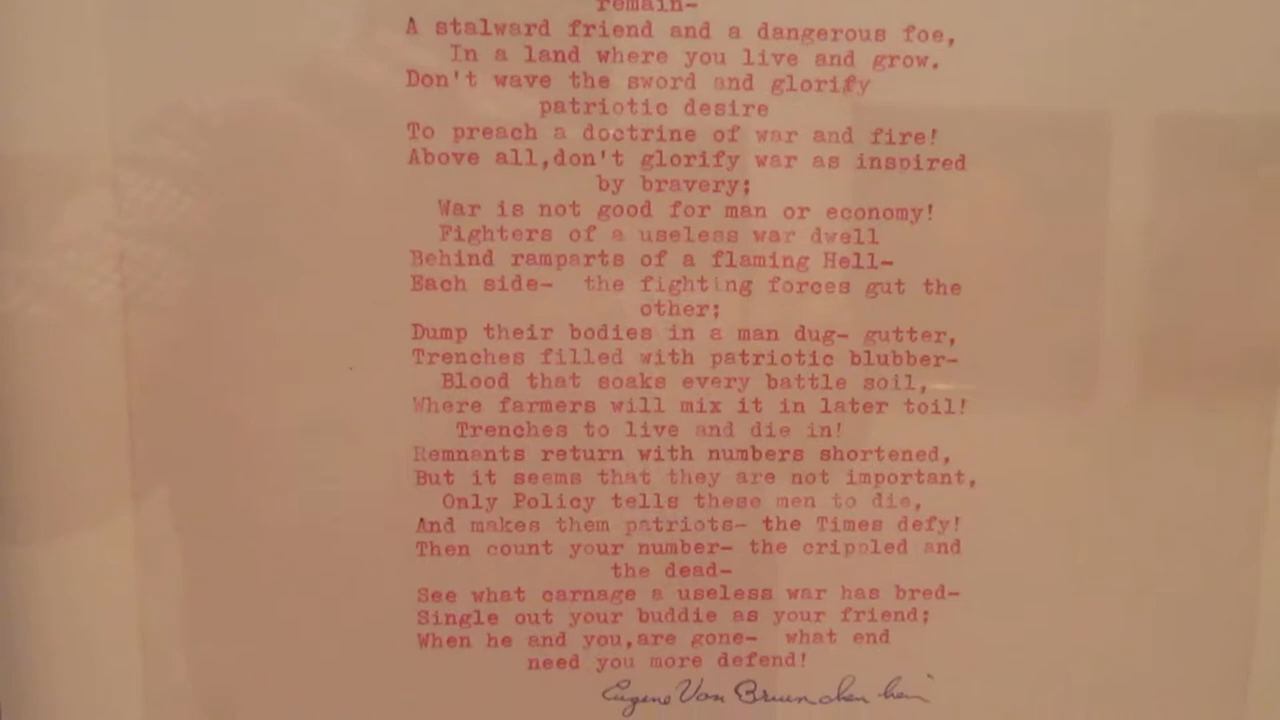 remain-
A stalward friend and a dangerous foe,
In a land where you live and grow.
Don't wave the sword and glorify
patriotic desire
To preach a doctrine of war and fire!
Above all,don't glorify war as inspired
by bravery;
War is not good for man or economy!
Fighters of a useless war dwell
Behind ramparts of a flaming Hell-
Each side- the fighting forces gut the
other;
Dump their bodies in a man dug- gutter,
Trenches filled with patriotic blubber-
Blood that soaks every battle soil,
Where farmers will mix it in later toil!
Trenches to live and die in!
Remnants return with numbers shortened,
But it seems that they are not important,
Only Policy tells these men to die,
And makes them patriots- the Times defy!
Then count your number- the crippled and
the dead-
See what carnage a useless war has bred-
Single out your buddie as your friend;
When he and you,are gone- what end
need you more defend!
Eugene Von Bruenchenhein